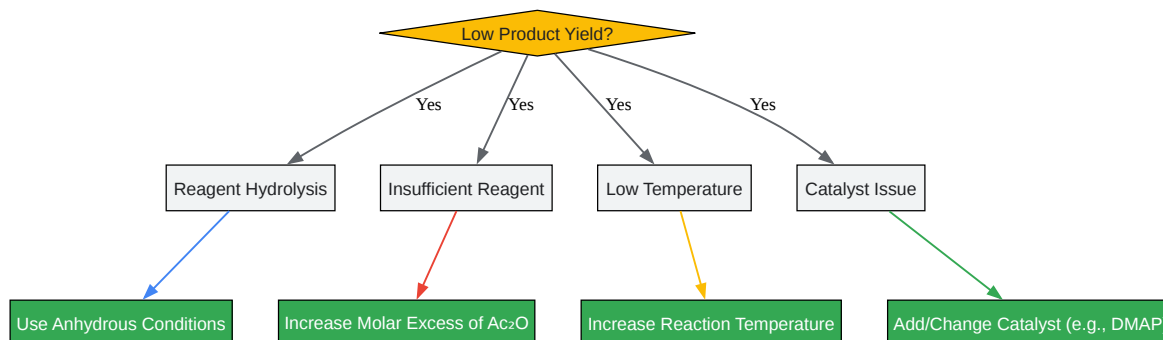 Low Product Yield?
Yes
Yes
Yes
Yes
Reagent Hydrolysis
Insufficient Reagent
Low Temperature
Catalyst Issue
Use Anhydrous Conditions
Increase Molar Excess of Ac₂O
Increase Reaction Temperature
Add/Change Catalyst (e.g., DMAP